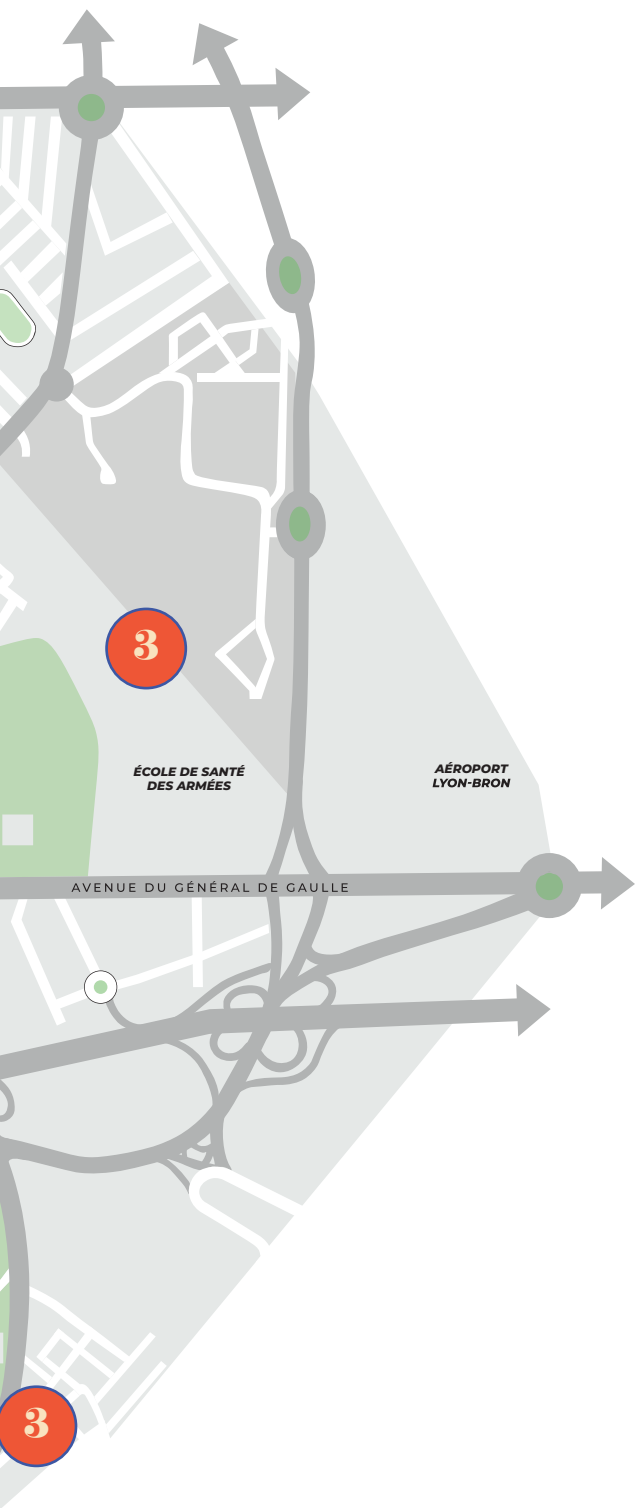 3
ÉCOLE DE SANTÉ
DES ARMÉES
AÉROPORT
LYON-BRON
AVENUE DU GÉNÉRAL DE GAULLE
3